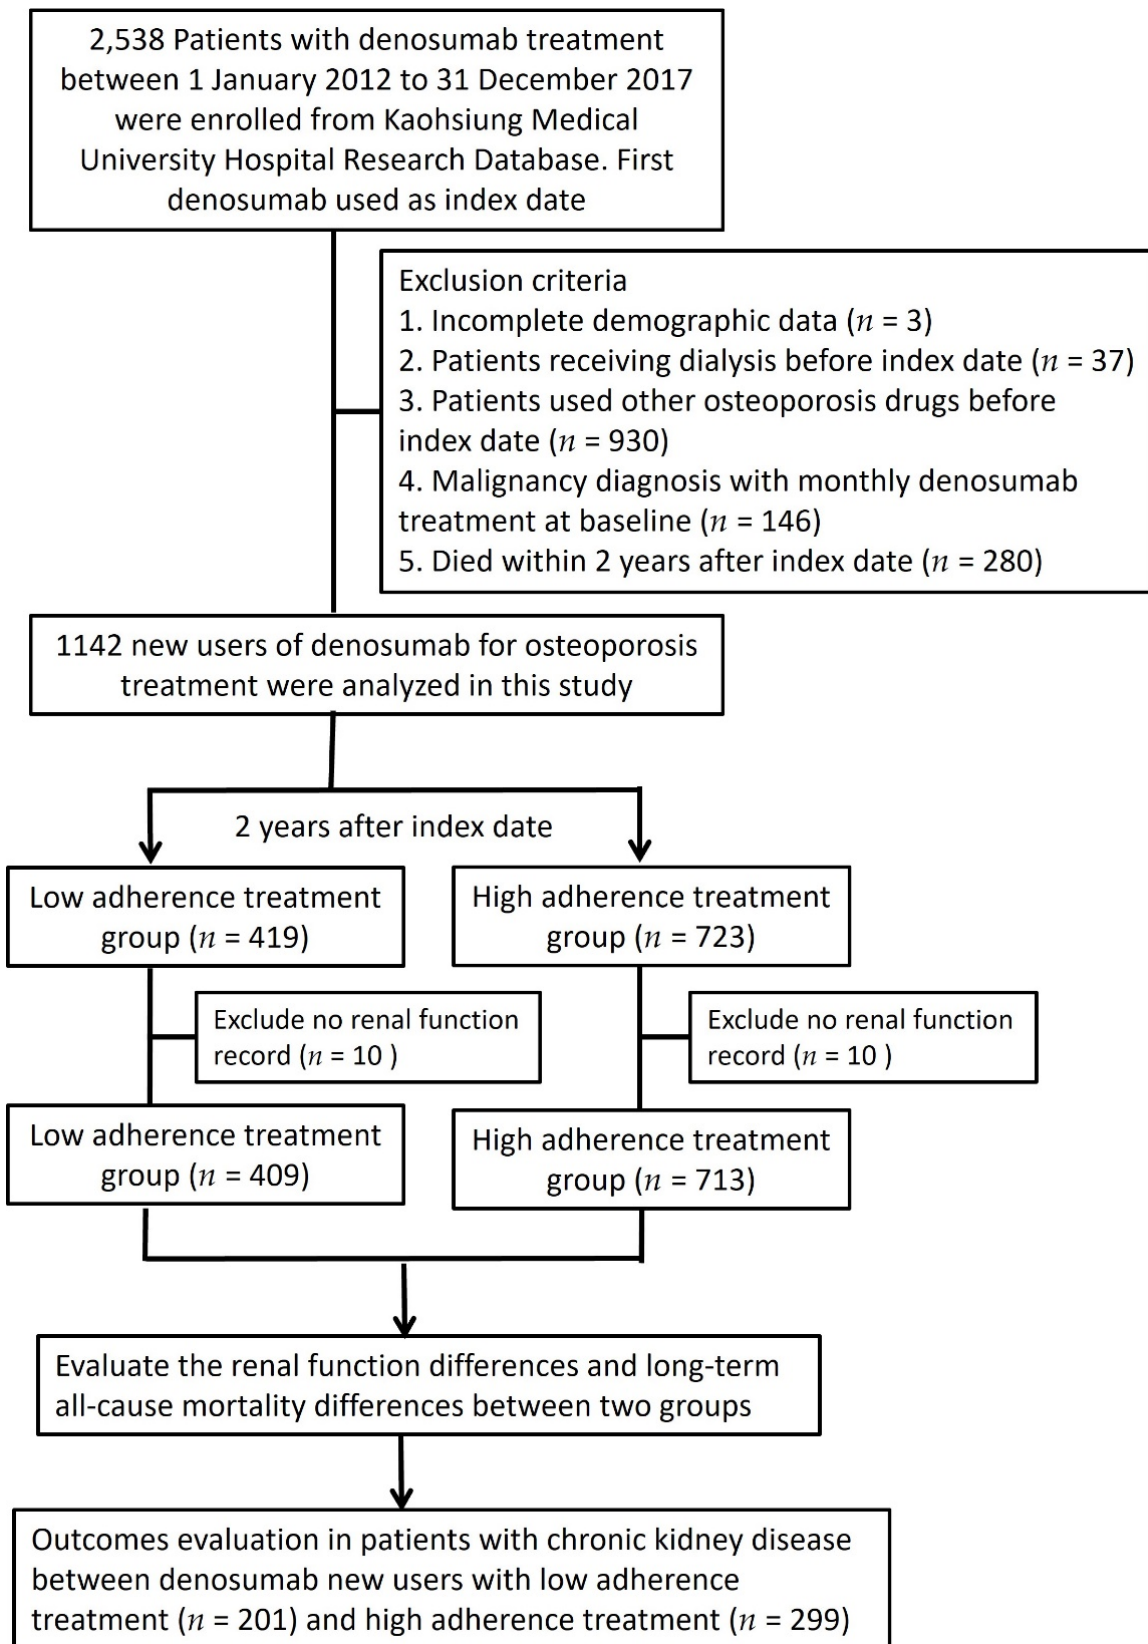 2,538 Patients with denosumab treatment
between 1 January 2012 to 31 December 2017
were enrolled from Kaohsiung Medical
University Hospital Research Database. First
denosumab used as index date
Exclusion criteria
1. Incomplete demographic data (n = 3)
2. Patients receiving dialysis before index date (n = 37)
3. Patients used other osteoporosis drugs before
index date (n = 930)
4. Malignancy diagnosis with monthly denosumab
treatment at baseline (n = 146)
5. Died within 2 years after index date (n = 280)
1142 new users of denosumab for osteoporosis
treatment were analyzed in this study
2 years after index date
Low adherence treatment
group (n = 419)
High adherence treatment
group (n = 723)
Exclude no renal function
record (n = 10 )
Exclude no renal function
record (n = 10 )
Low adherence treatment
group (n = 409)
High adherence treatment
group (n = 713)
Evaluate the renal function differences and long-term
all-cause mortality differences between two groups
Outcomes evaluation in patients with chronic kidney disease
between denosumab new users with low adherence
treatment (n = 201) and high adherence treatment (n = 299)